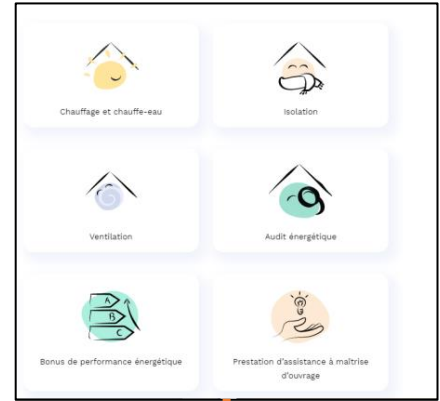 Chauffage et chauffe-eau
Isolation
Ventilation
Audit énergétique
A
B
C
Bonus de performance énergétique
Prestation d'assistance à maîtrise
d'ouvrage